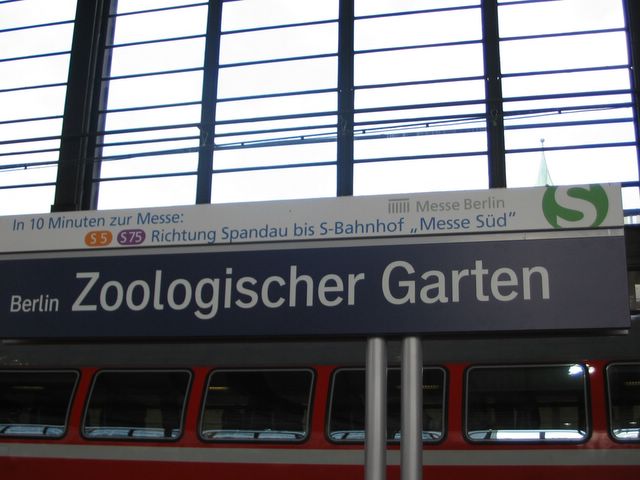 In 10 Minuten zur Messe:
Messe Berlin
S5 S75 Richtung Spandau bis S-Bahnhof „Messe Süd"
S
Berlin Zoologischer Garten